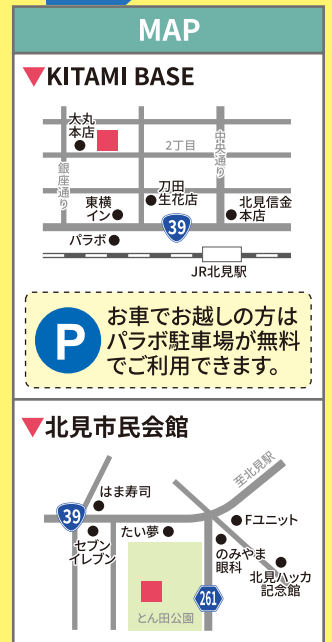 MAP
▼KITAMI BASE
大丸
本店
2丁目
中央通り
銀座通り
刀田
生花店
東横
イン
北見信金
本店
39
パラボ
JR北見駅
P
お車でお越しの方は
パラボ駐車場が無料
でご利用できます。
▼北見市民会館
至北見駅
はま寿司
39
Fユニット
セブン
イレブン
たい夢
のみやま
眼科
北見ハッカ
記念館
261
とん田公園